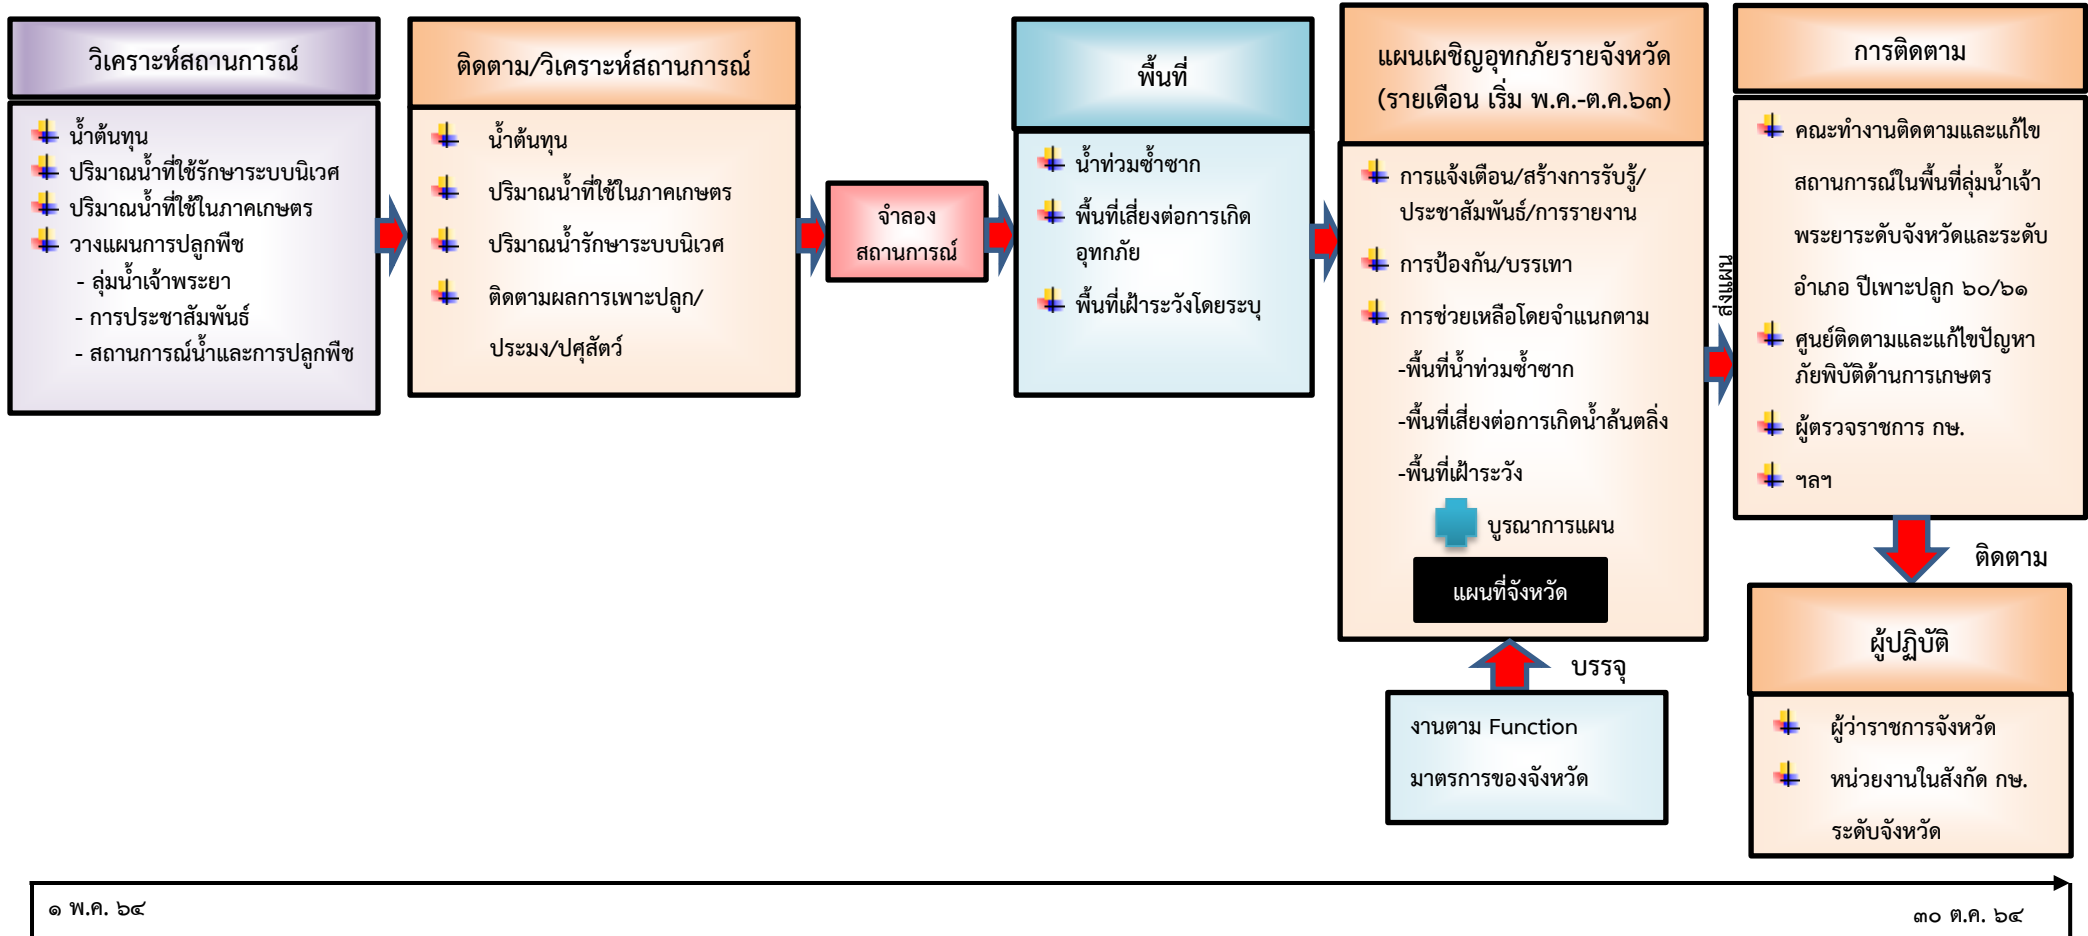 วิเคราะห์สถานการณ์
น้ำต้นทุน
ปริมาณน้ำที่ใช้รักษาระบบนิเวศ
ปริมาณน้ำที่ใช้ในภาคเกษตร
วางแผนการปลูกพืช
- ลุ่มน้ำเจ้าพระยา
- การประชาสัมพันธ์
- สถานการณ์น้ำและการปลูกพืช
ติดตาม/วิเคราะห์สถานการณ์
น้ำต้นทุน
ปริมาณน้ำที่ใช้ในภาคเกษตร
ปริมาณน้ำรักษาระบบนิเวศ
ติดตามผลการเพาะปลูก/
ประมง/ปศุสัตว์
จำลอง
สถานการณ์
พื้นที่
น้ำท่วมซ้ำซาก
พื้นที่เสี่ยงต่อการเกิด
อุทกภัย
พื้นที่เฝ้าระวังโดยระบุ
แผนเผชิญอุทกภัยรายจังหวัด
(รายเดือน เริ่ม พ.ค.-ต.ค.๖๓)
การแจ้งเตือน/สร้างการรับรู้/
ประชาสัมพันธ์/การรายงาน
การป้องกัน/บรรเทา
การช่วยเหลือโดยจำแนกตาม
-พื้นที่น้ำท่วมซ้ำซาก
-พื้นที่เสี่ยงต่อการเกิดน้ำล้นตลิ่ง
-พื้นที่เฝ้าระวัง
บูรณาการแผน
แผนที่จังหวัด
บรรจุ
งานตาม Function
มาตรการของจังหวัด
ส่งแผน
การติดตาม
คณะทำงานติดตามและแก้ไข
สถานการณ์ในพื้นที่ลุ่มน้ำเจ้า
พระยาระดับจังหวัดและระดับ
อำเภอ ปีเพาะปลูก ๖๐/๖๑
ศูนย์ติดตามและแก้ไขปัญหา
ภัยพิบัติด้านการเกษตร
ผู้ตรวจราชการ กษ.
ฯลฯ
ติดตาม
ผู้ปฏิบัติ
ผู้ว่าราชการจังหวัด
หน่วยงานในสังกัด กษ.
ระดับจังหวัด
๑ พ.ค. ๖๔
๓๐ ต.ค. ๖๔